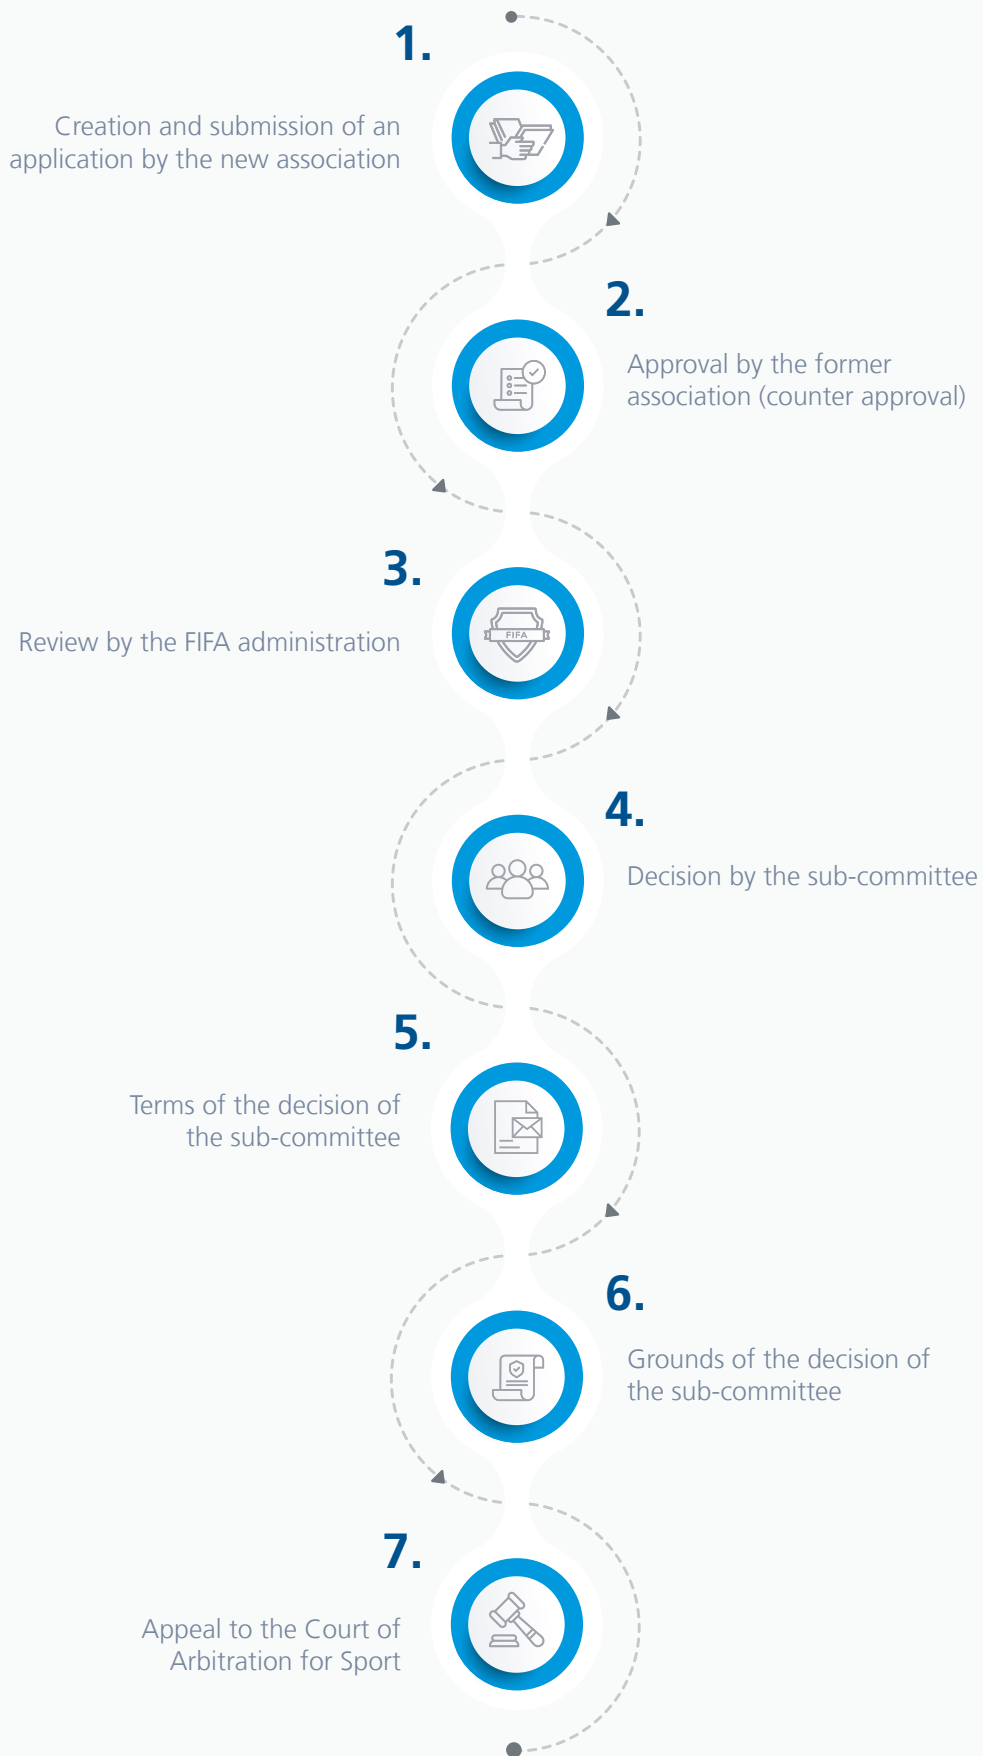 1.
Creation and submission of an
application by the new association
2.
Approval by the former
association (counter approval)
3.
Review by the FIFA administration
FIFA
4.
Decision by the sub-committee
5.
Terms of the decision of
the sub-committee
6.
Grounds of the decision of
the sub-committee
7.
Appeal to the Court of
Arbitration for Sport